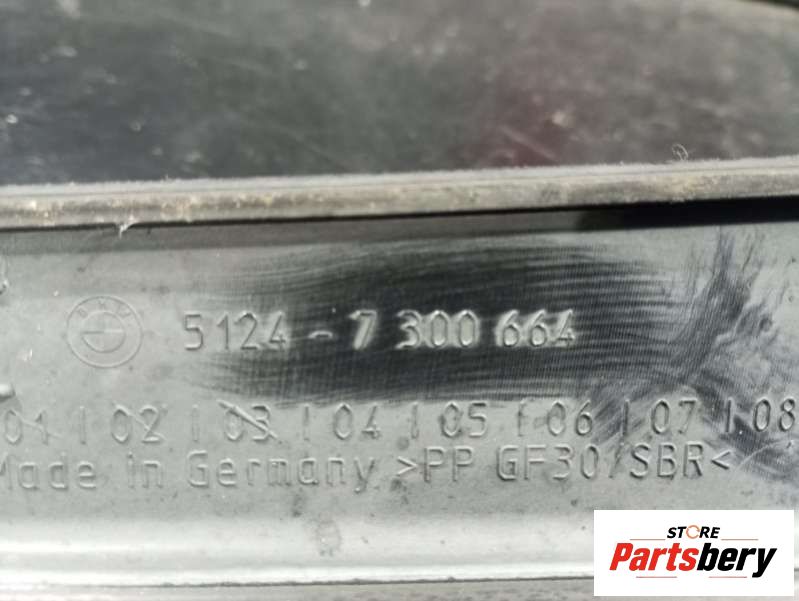 BMW
5124 - 7 300 664
01 | 02 | 03 | 04 | 05 | 06 | 07 | 08
Made in Germany >PP GF30/SBR<
STORE
Partsbery